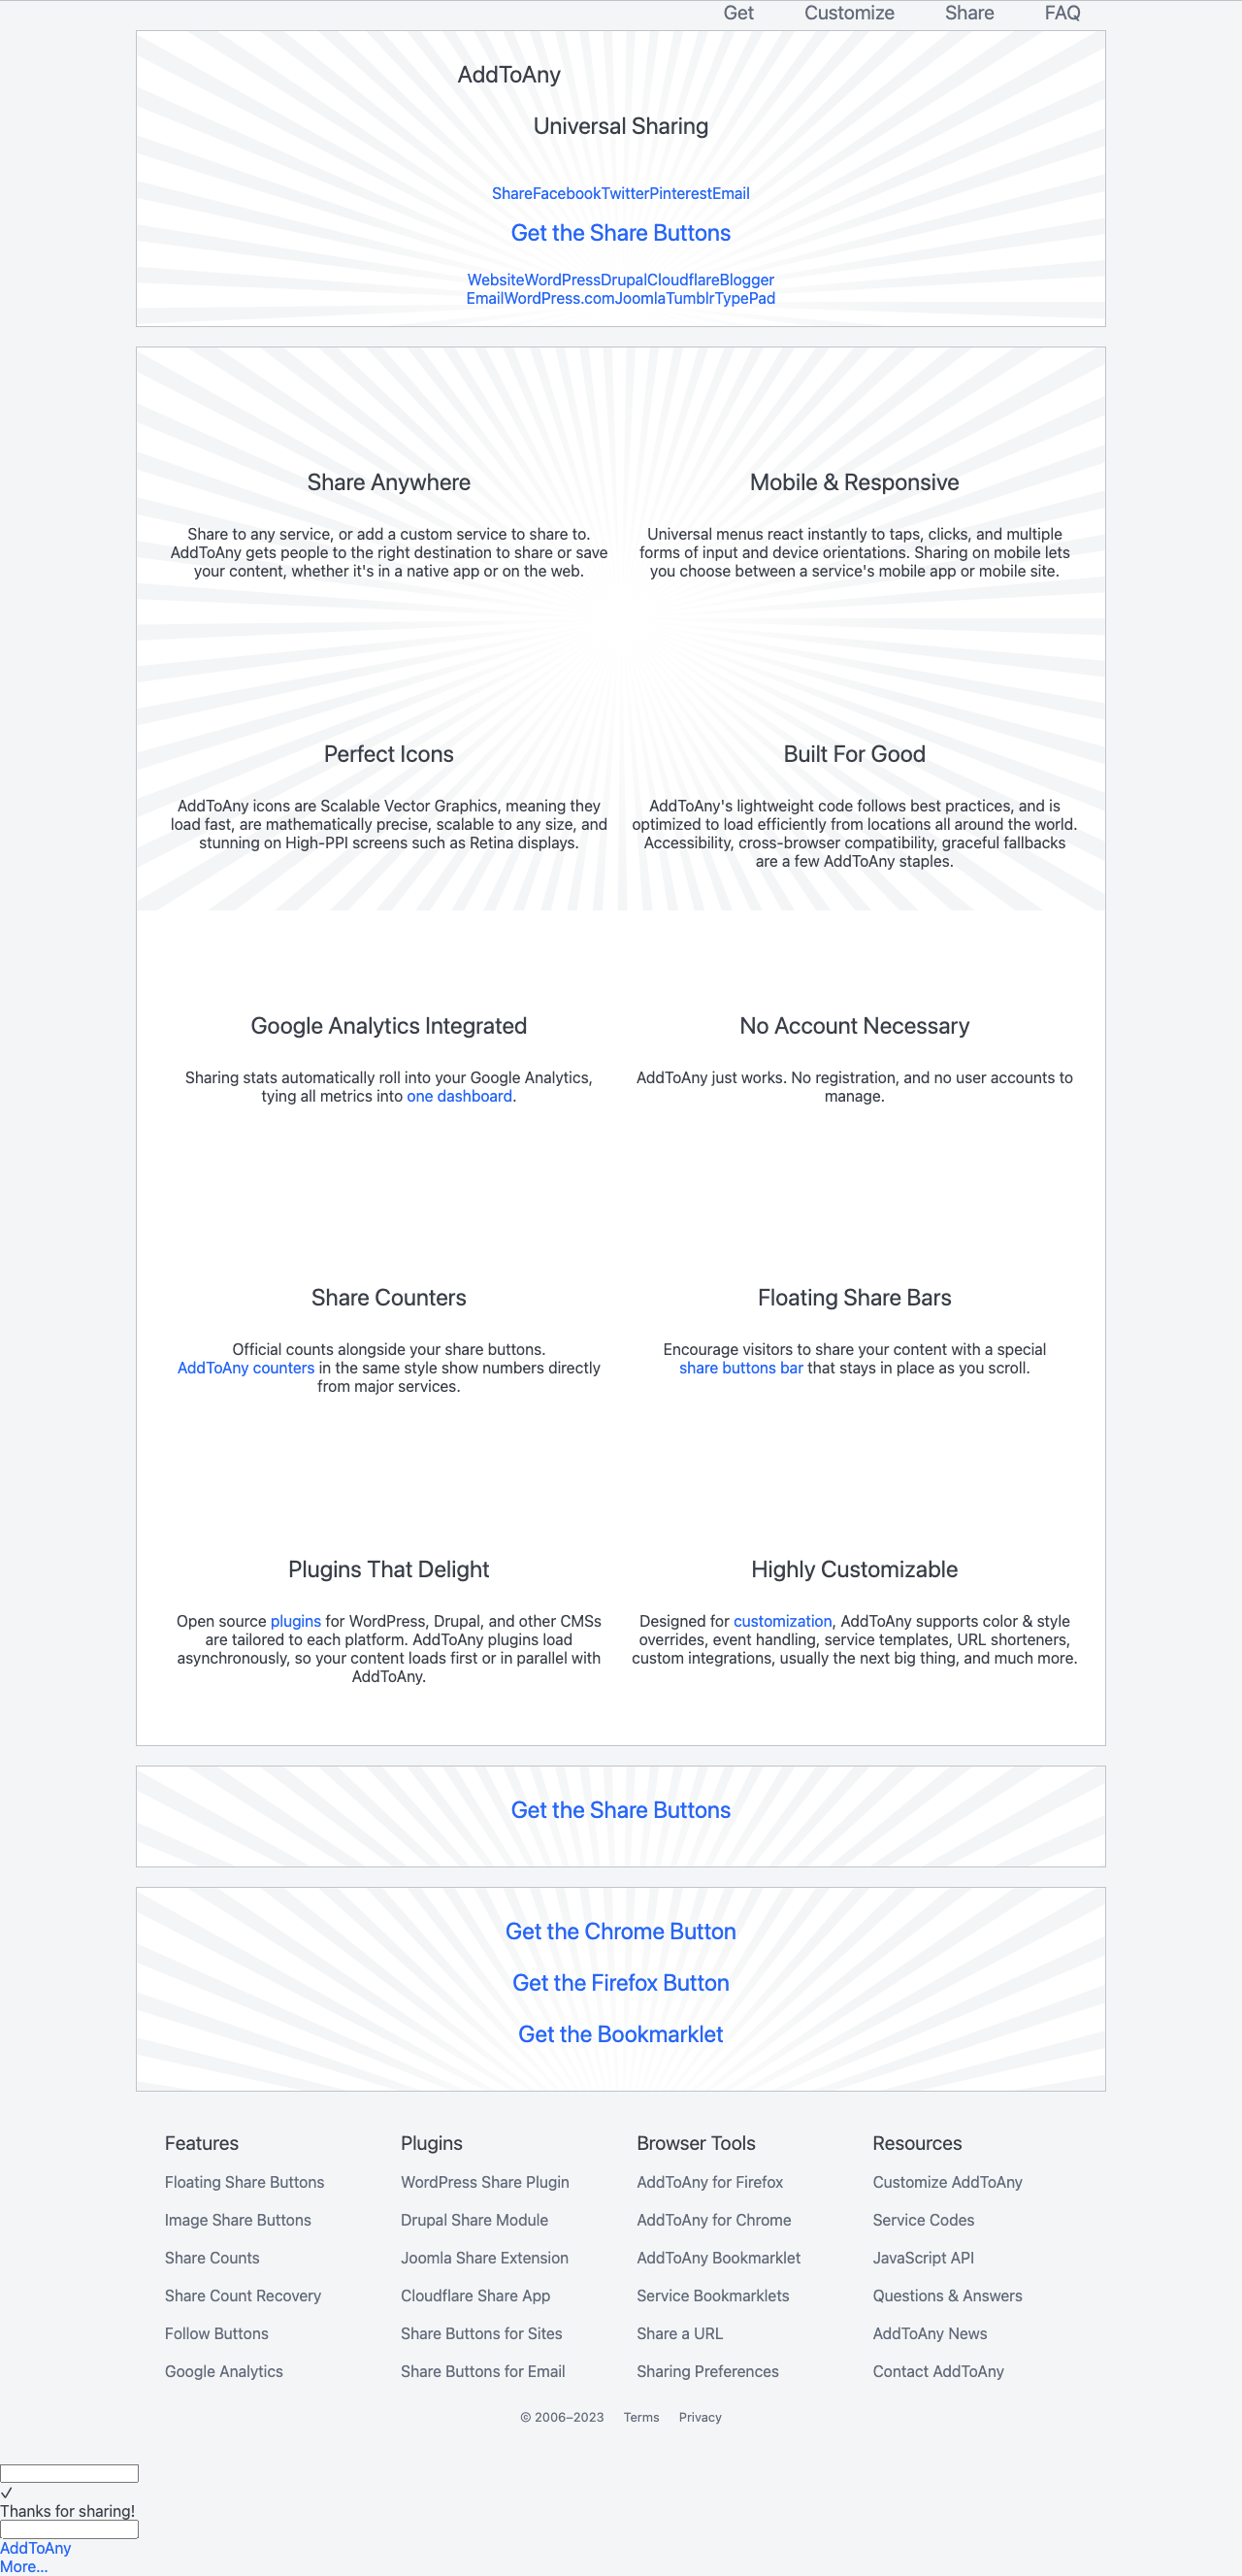 Get Customize Share FAQ
AddToAny
Universal Sharing
ShareFacebookTwitterPinterestEmail
Get the Share Buttons
WebsiteWordPressDrupalCloudflareBlogger
EmailWordPress.comJoomlaTumblrTypePad
Share Anywhere
Share to any service, or add a custom service to share to.
AddToAny gets people to the right destination to share or save
your content, whether it's in a native app or on the web.
Mobile & Responsive
Universal menus react instantly to taps, clicks, and multiple
forms of input and device orientations. Sharing on mobile lets
you choose between a service's mobile app or mobile site.
Perfect Icons
AddToAny icons are Scalable Vector Graphics, meaning they
load fast, are mathematically precise, scalable to any size, and
stunning on High-PPI screens such as Retina displays.
Built For Good
AddToAny's lightweight code follows best practices, and is
optimized to load efficiently from locations all around the world.
Accessibility, cross-browser compatibility, graceful fallbacks
are a few AddToAny staples.
Google Analytics Integrated
Sharing stats automatically roll into your Google Analytics,
tying all metrics into one dashboard.
No Account Necessary
AddToAny just works. No registration, and no user accounts to
manage.
Share Counters
Official counts alongside your share buttons.
AddToAny counters in the same style show numbers directly
from major services.
Floating Share Bars
Encourage visitors to share your content with a special
share buttons bar that stays in place as you scroll.
Plugins That Delight
Open source plugins for WordPress, Drupal, and other CMSs
are tailored to each platform. AddToAny plugins load
asynchronously, so your content loads first or in parallel with
AddToAny.
Highly Customizable
Designed for customization, AddToAny supports color & style
overrides, event handling, service templates, URL shorteners,
custom integrations, usually the next big thing, and much more.
Get the Share Buttons
Get the Chrome Button
Get the Firefox Button
Get the Bookmarklet
Features
Floating Share Buttons
Image Share Buttons
Share Counts
Share Count Recovery
Follow Buttons
Google Analytics
Plugins
WordPress Share Plugin
Drupal Share Module
Joomla Share Extension
Cloudflare Share App
Share Buttons for Sites
Share Buttons for Email
Browser Tools
AddToAny for Firefox
AddToAny for Chrome
AddToAny Bookmarklet
Service Bookmarklets
Share a URL
Sharing Preferences
Resources
Customize AddToAny
Service Codes
JavaScript API
Questions & Answers
AddToAny News
Contact AddToAny
© 2006–2023 Terms Privacy
✓
Thanks for sharing!
AddToAny
More…